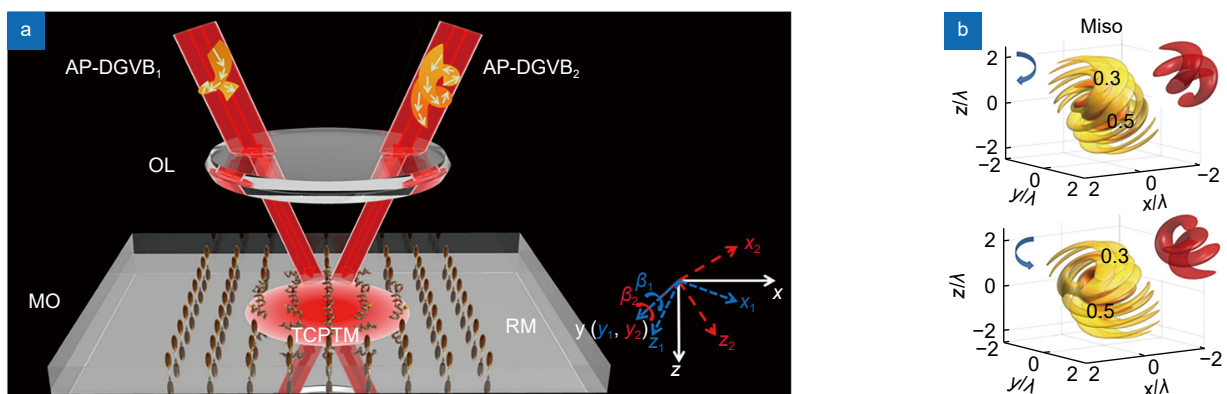 a
AP-DGVB₁
AP-DGVB₂
OL
MO
TCPTM
RM
β₁
β₂
y (y₁, y₂)
z₁
z₂
z
x
x₁
x₂
b
Miso
2
0
−2
z/λ
0.3
0.5
−2
0
2
y/λ
2
0
−2
x/λ
2
0
−2
z/λ
0.3
0.5
−2
0
2
y/λ
2
0
−2
x/λ